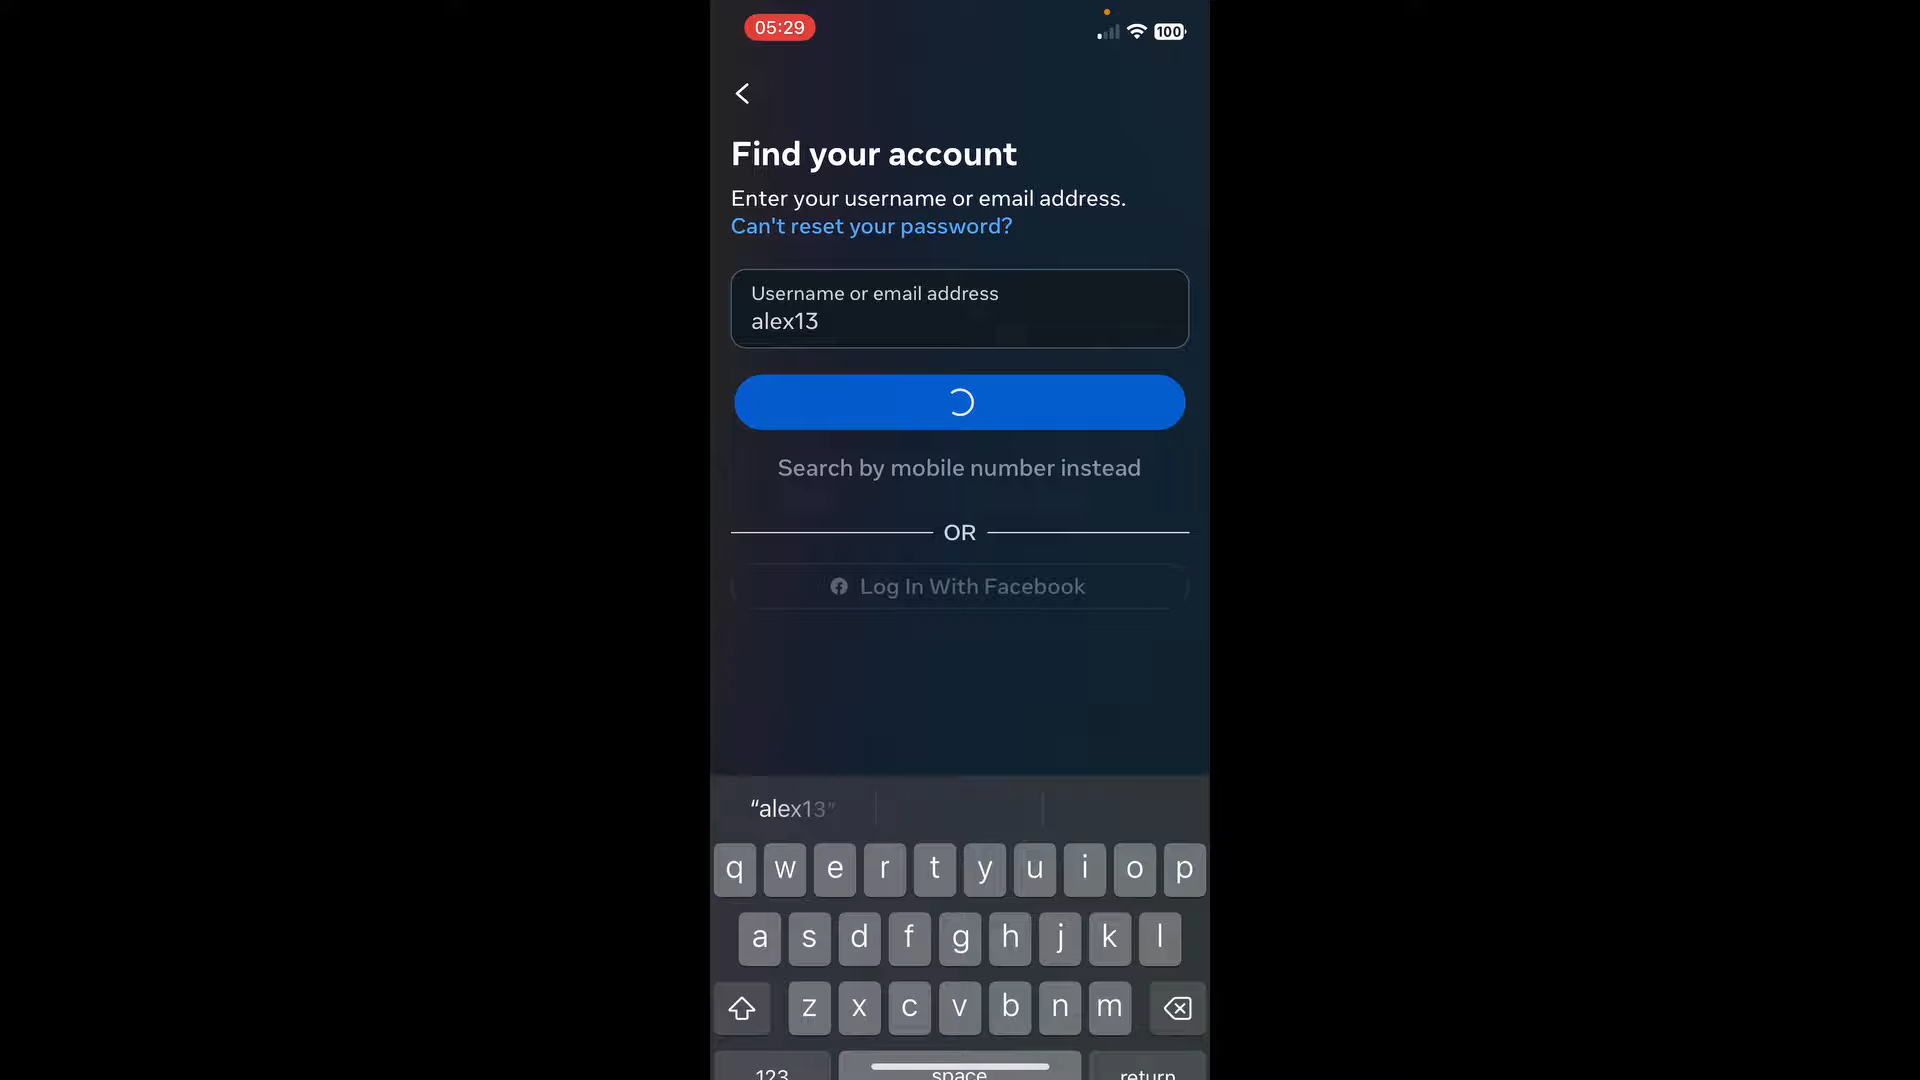 05:29
100
Find your account
Enter your username or email address.
Can't reset your password?
Username or email address
alex13
Search by mobile number instead
OR
Log In With Facebook
“alex13”
q w e r t y u i o p
a s d f g h j k l
z x c v b n m
123 space return